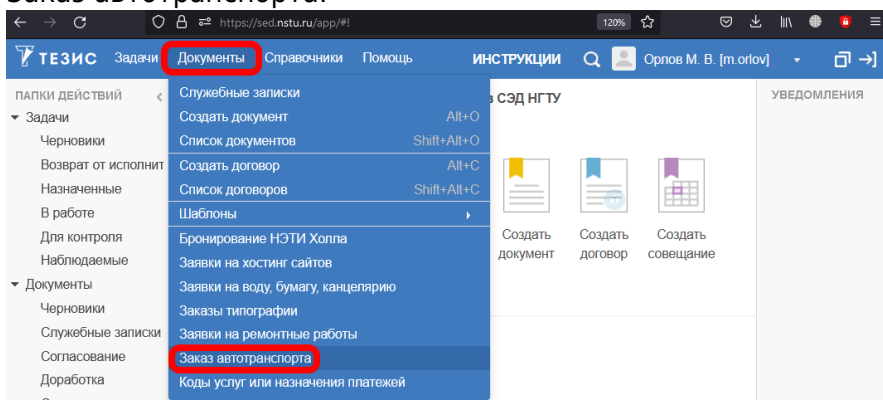 Заказ автотранспорта.
https://sed.nstu.ru/app/#!
120%
ТЕЗИС Задачи Документы Справочники Помощь ИНСТРУКЦИИ Орлов М. В. [m.orlov]
ПАПКИ ДЕЙСТВИЙ
Задачи
Черновики
Возврат от исполнит
Назначенные
В работе
Для контроля
Наблюдаемые
Документы
Черновики
Служебные записки
Согласование
Доработка
Служебные записки
Создать документ Alt+O
Список документов Shift+Alt+O
Создать договор Alt+C
Список договоров Shift+Alt+C
Шаблоны
Бронирование НЭТИ Холла
Заявки на хостинг сайтов
Заявки на воду, бумагу, канцелярию
Заказы типографии
Заявки на ремонтные работы
Заказ автотранспорта
Коды услуг или назначения платежей
в СЭД НГТУ
Создать документ
Создать договор
Создать совещание
УВЕДОМЛЕНИЯ